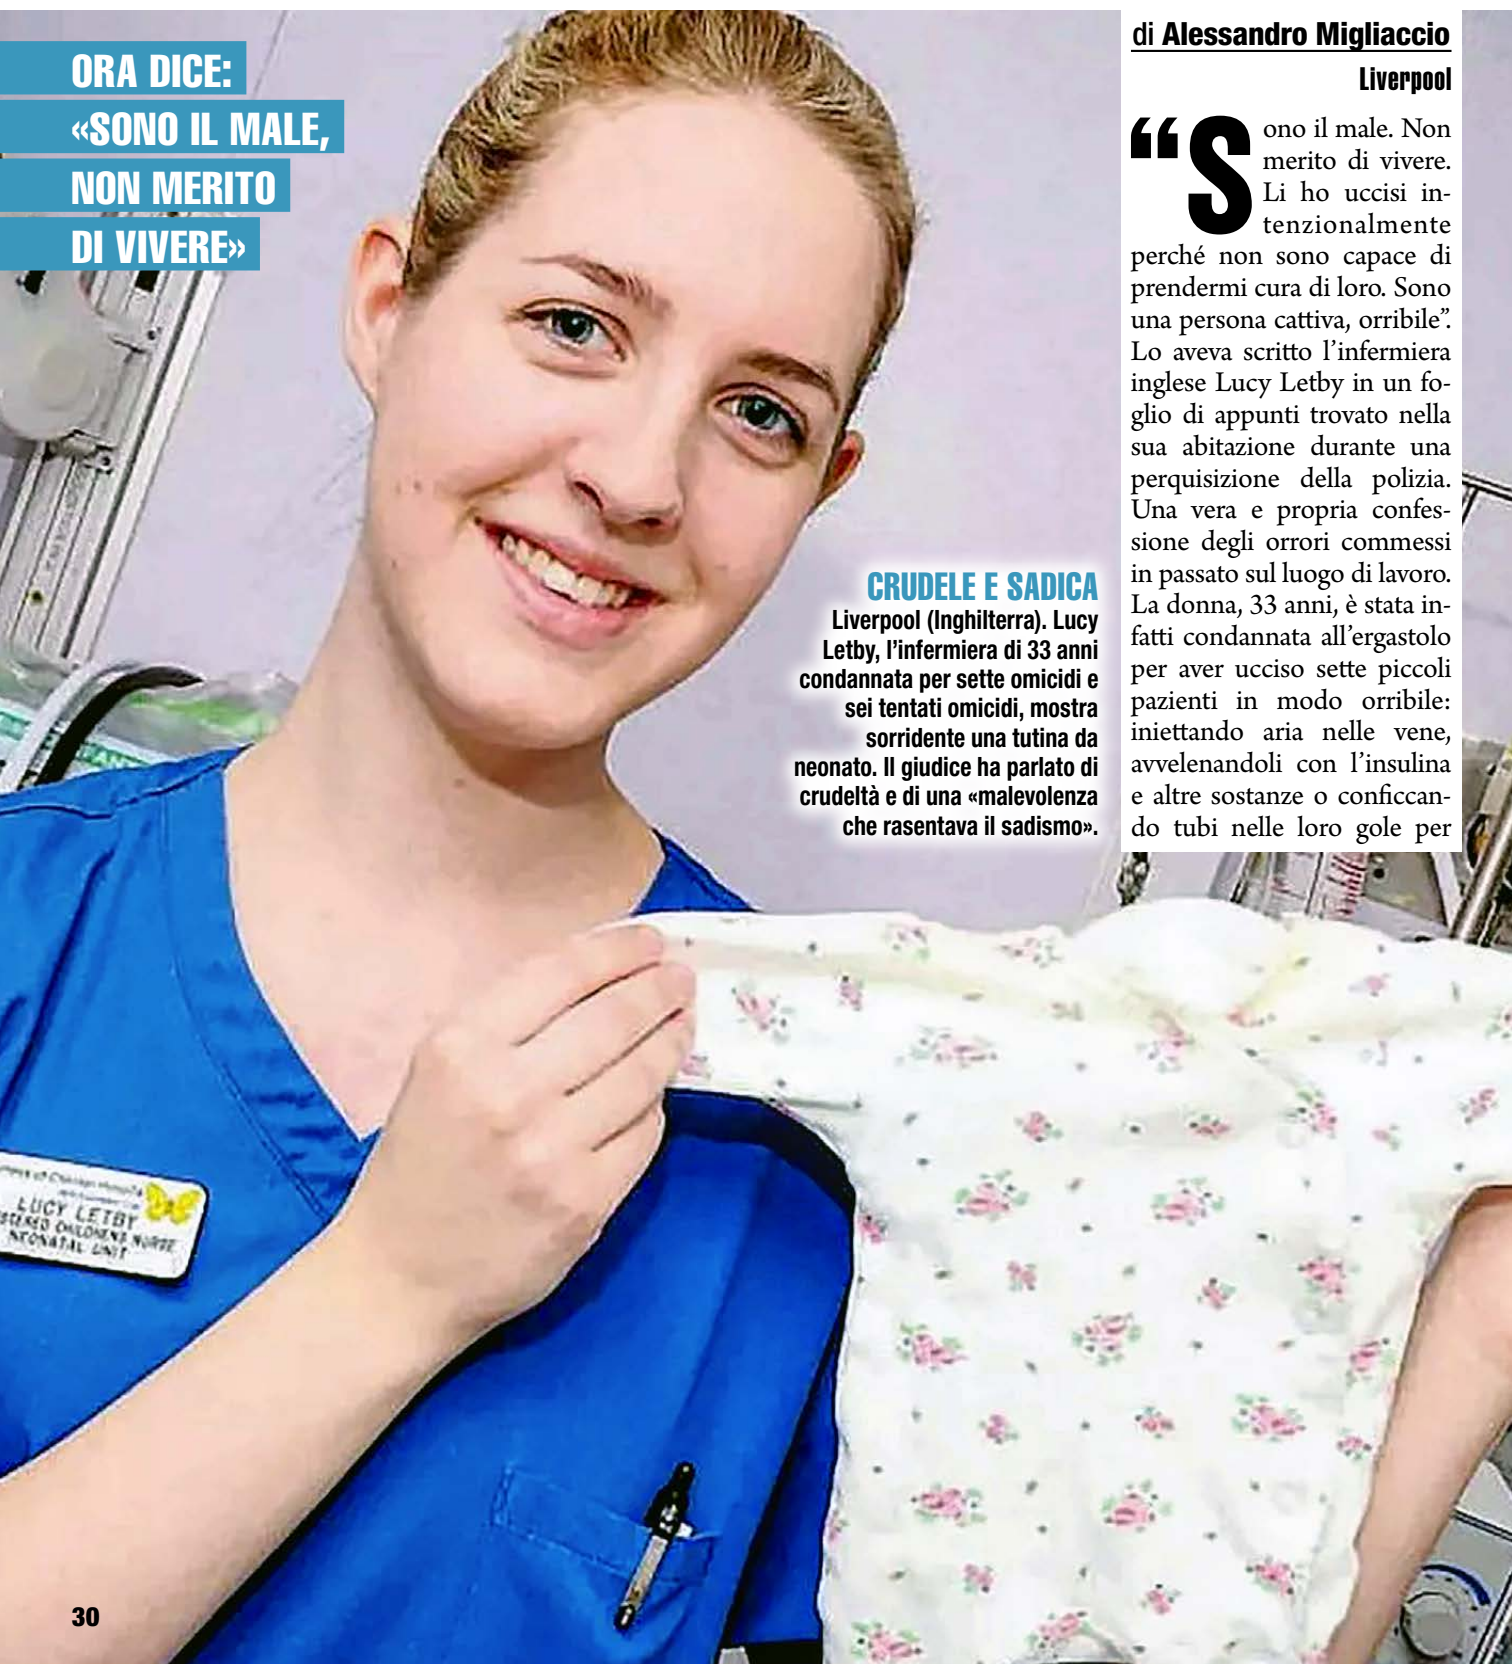 ORA DICE:
«SONO IL MALE,
NON MERITO
DI VIVERE»
di Alessandro Migliaccio
Liverpool
“Sono il male. Non
merito di vivere.
Li ho uccisi in-
tenzionalmente
perché non sono capace di
prendermi cura di loro. Sono
una persona cattiva, orribile”.
Lo aveva scritto l’infermiera
inglese Lucy Letby in un fo-
glio di appunti trovato nella
sua abitazione durante una
perquisizione della polizia.
Una vera e propria confes-
sione degli orrori commessi
in passato sul luogo di lavoro.
La donna, 33 anni, è stata in-
fatti condannata all’ergastolo
per aver ucciso sette piccoli
pazienti in modo orribile:
iniettando aria nelle vene,
avvelenandoli con l’insulina
e altre sostanze o conficcan-
do tubi nelle loro gole per
CRUDELE E SADICA
Liverpool (Inghilterra). Lucy
Letby, l’infermiera di 33 anni
condannata per sette omicidi e
sei tentati omicidi, mostra
sorridente una tutina da
neonato. Il giudice ha parlato di
crudeltà e di una «malevolenza
che rasentava il sadismo».
LUCY LETBY
CHILDRENS NURSE
NEONATAL UNIT
30